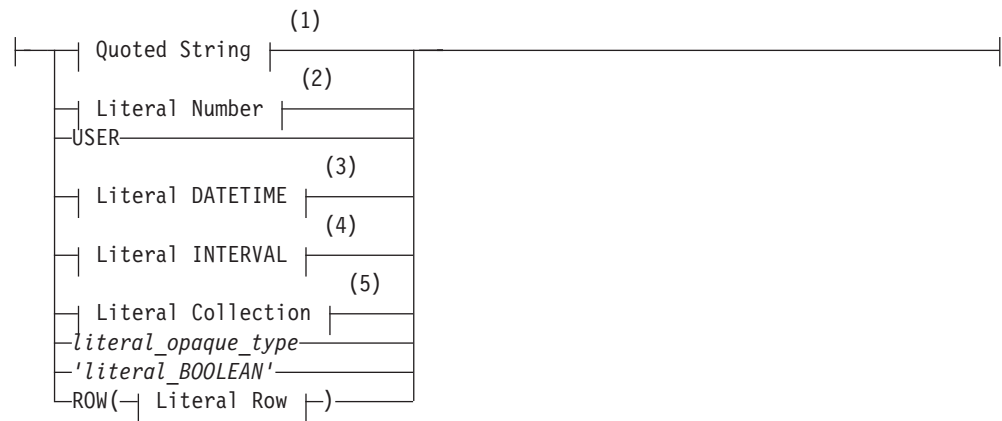 (1)
Quoted String
(2)
Literal Number
USER
(3)
Literal DATETIME
(4)
Literal INTERVAL
(5)
Literal Collection
literal_opaque_type
'literal_BOOLEAN'
ROW( Literal Row )